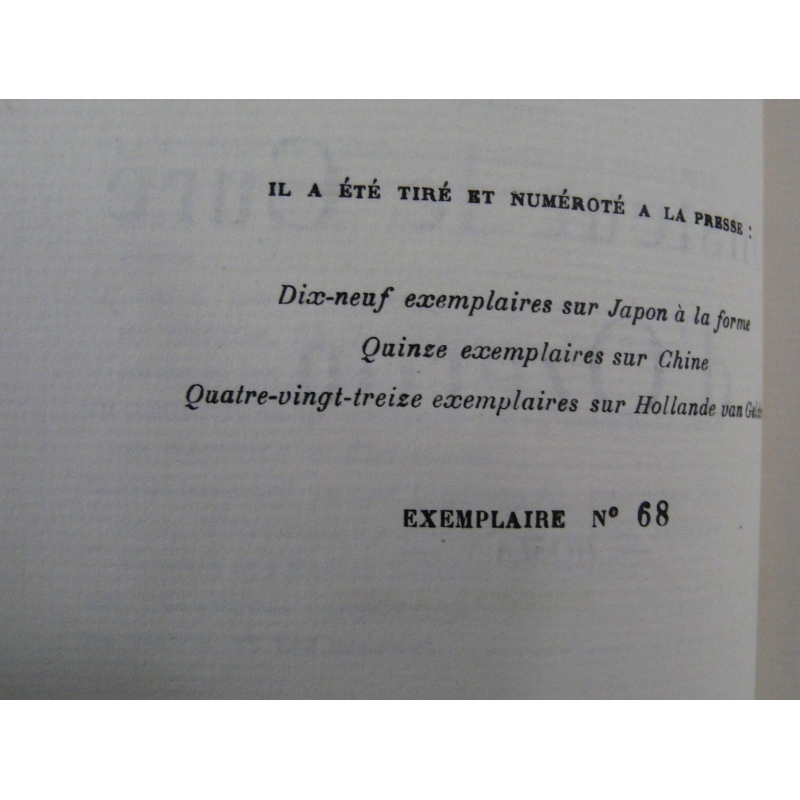 IL A ÉTÉ TIRÉ ET NUMÉROTÉ A LA PRESSE :
Dix-neuf exemplaires sur Japon à la forme
Quinze exemplaires sur Chine
Quatre-vingt-treize exemplaires sur Hollande van
EXEMPLAIRE Nº 68